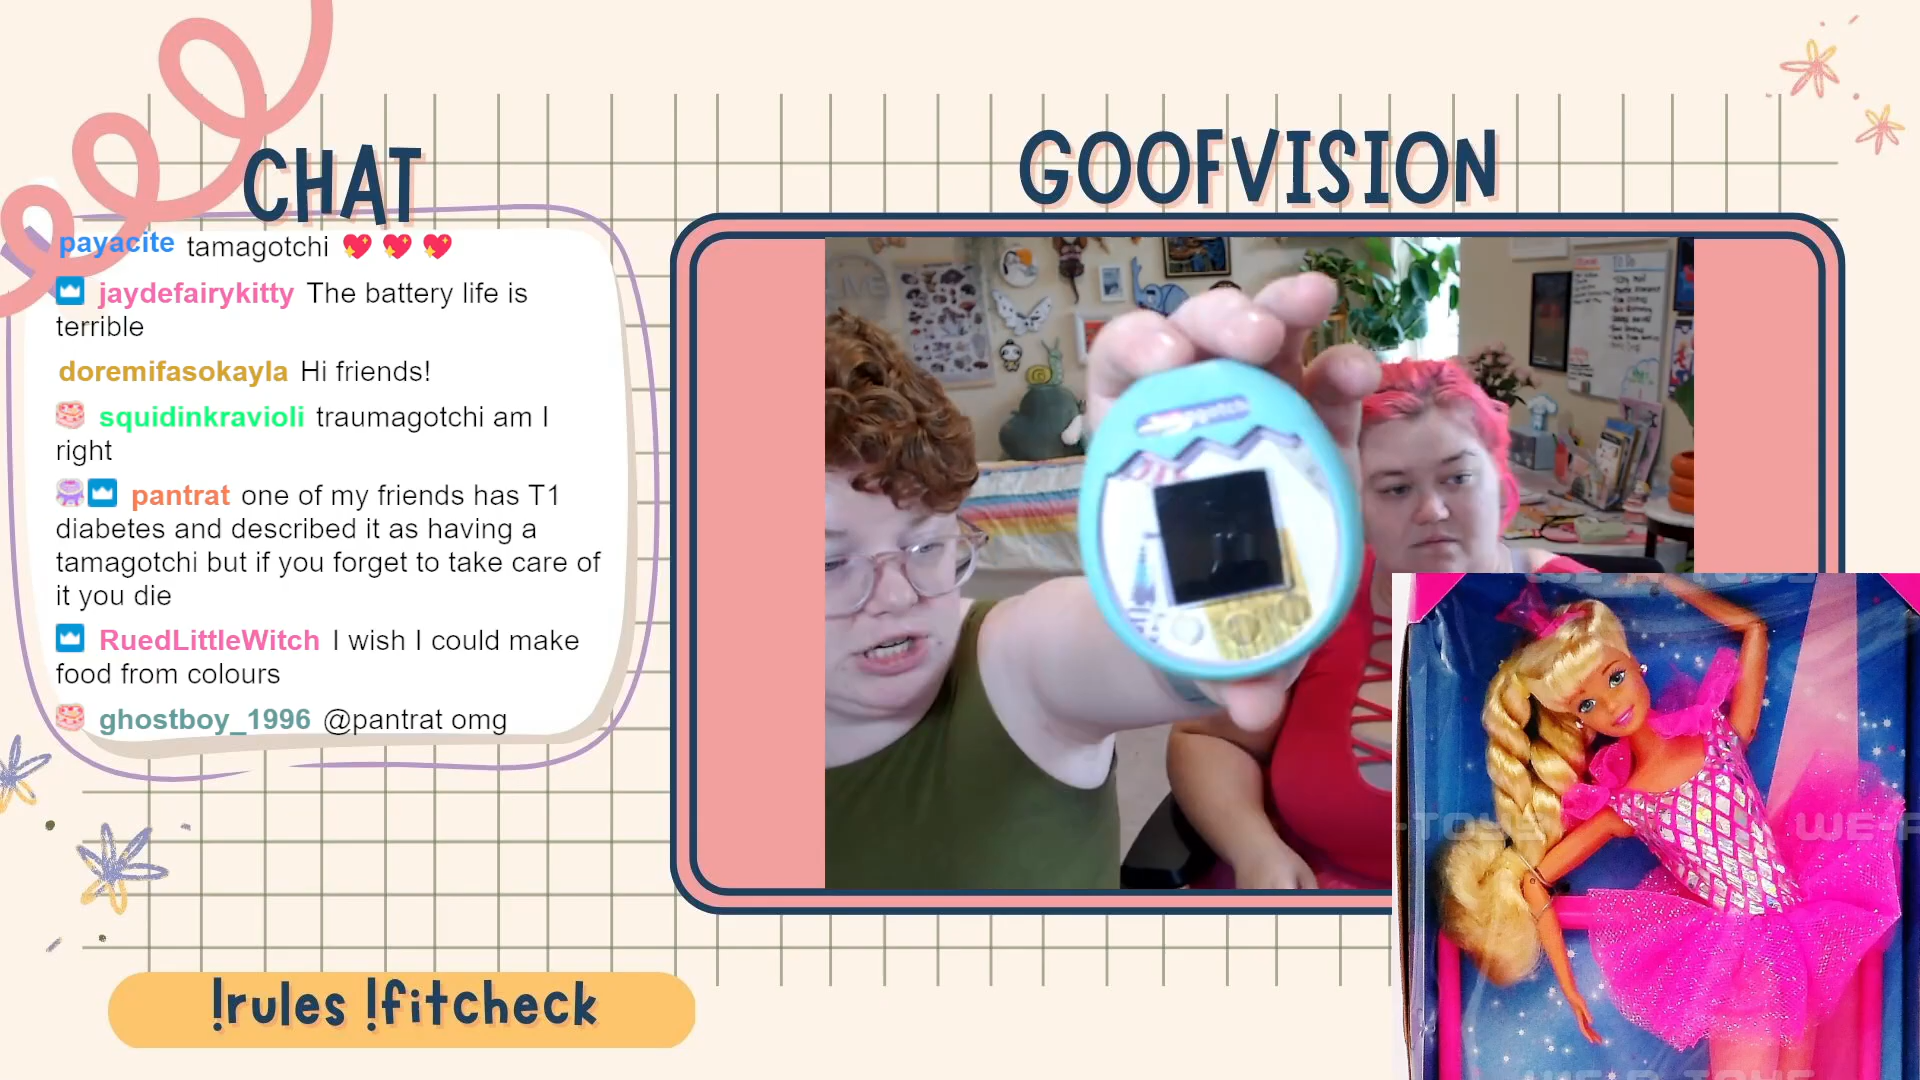 CHAT
GOOFVISION
payacite tamagotchi 💖 💖 💖
jaydefairykitty The battery life is
terrible
doremifasokayla Hi friends!
squidinkravioli traumagotchi am I
right
pantrat one of my friends has T1
diabetes and described it as having a
tamagotchi but if you forget to take care of
it you die
RuedLittleWitch I wish I could make
food from colours
ghostboy_1996 @pantrat omg
!rules !fitcheck